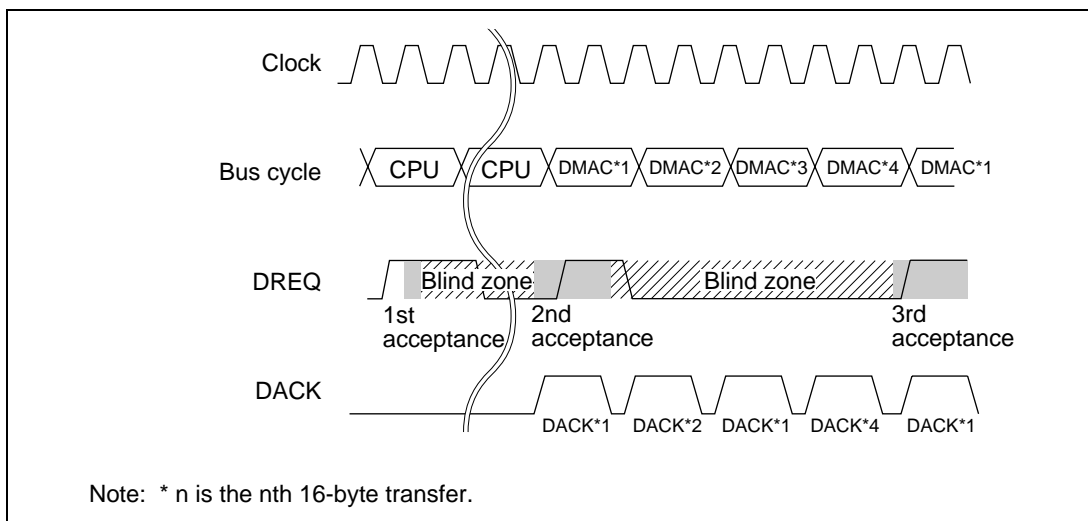 Clock
Bus cycle
CPU CPU DMAC*1 DMAC*2 DMAC*3 DMAC*4 DMAC*1
DREQ
Blind zone Blind zone
1st acceptance
2nd acceptance
3rd acceptance
DACK
DACK*1 DACK*2 DACK*1 DACK*4 DACK*1
Note: * n is the nth 16-byte transfer.